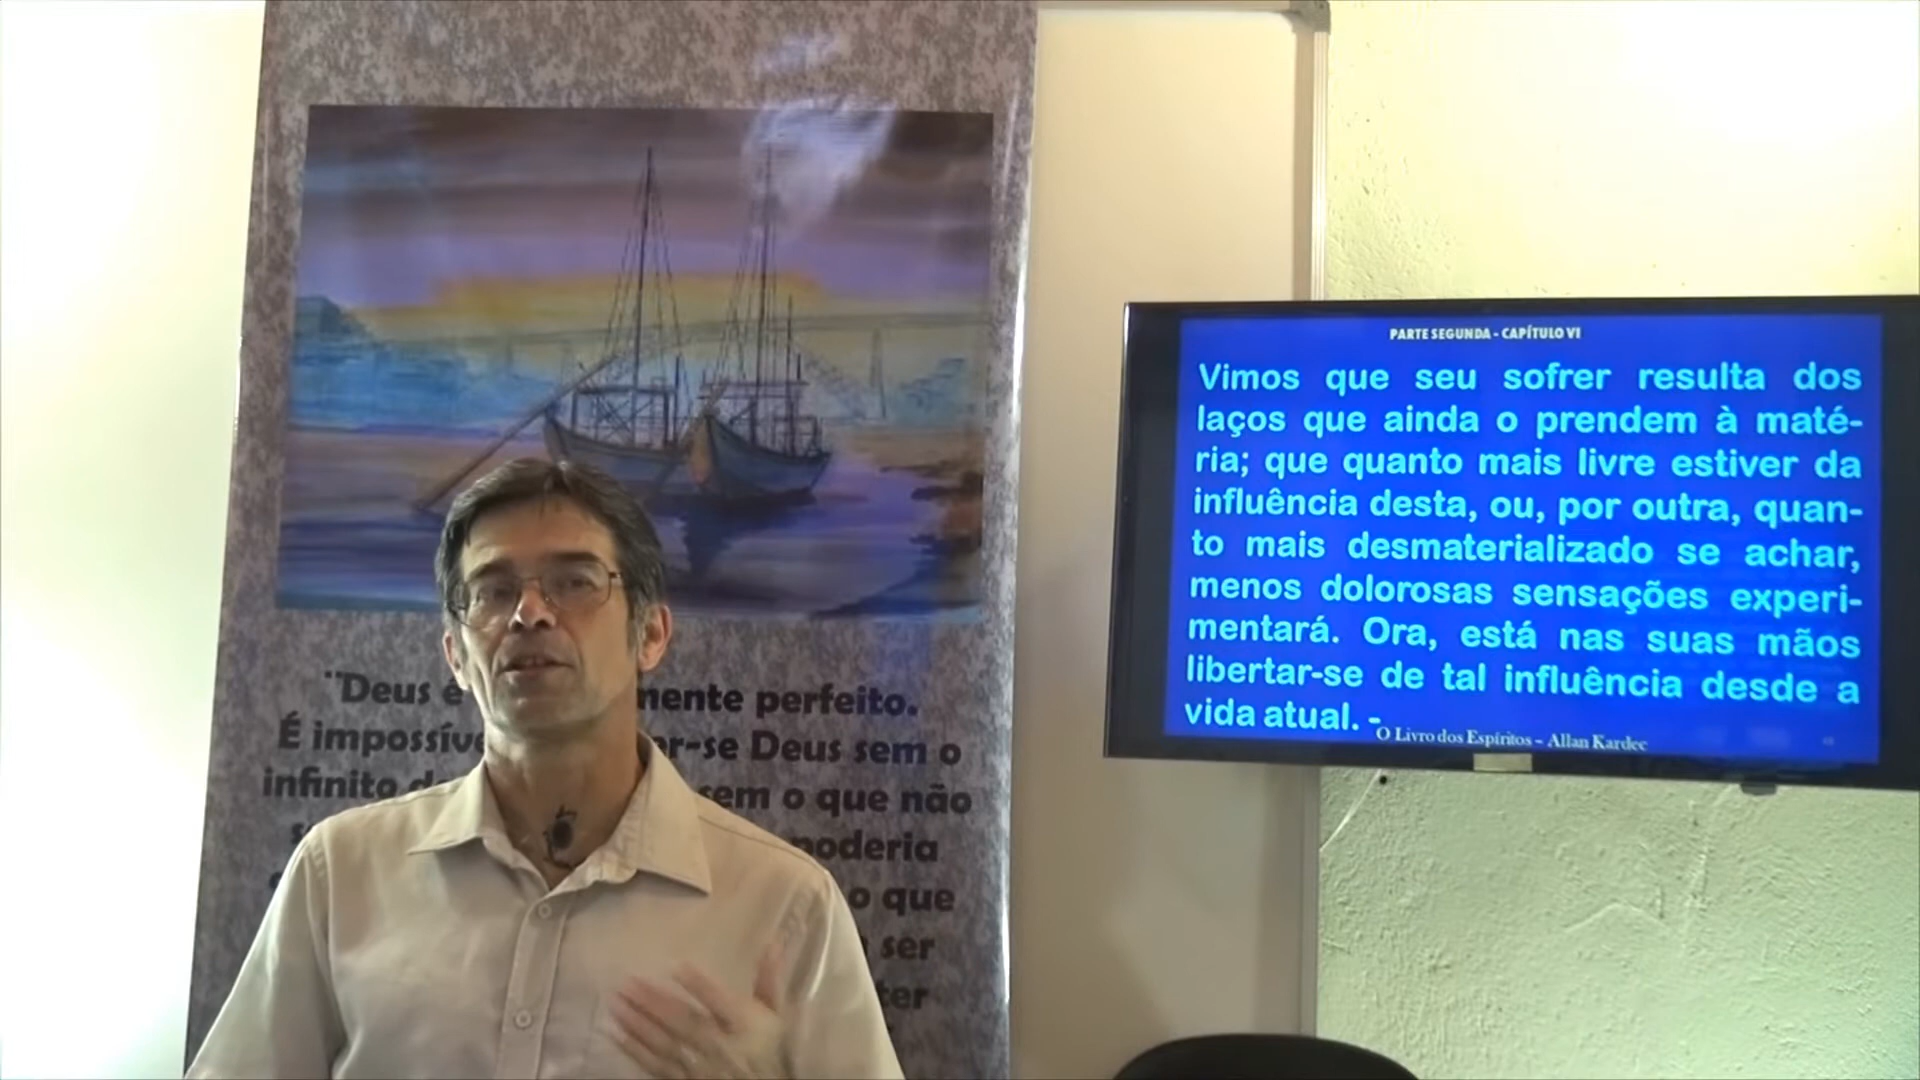 ¨Deus é mente perfeito.
É impossíve er-se Deus sem o
infinito d sem o que não
poderia
o que
ser
ter
PARTE SEGUNDA - CAPÍTULO VI
Vimos que seu sofrer resulta dos
laços que ainda o prendem à maté-
ria; que quanto mais livre estiver da
influência desta, ou, por outra, quan-
to mais desmaterializado se achar,
menos dolorosas sensações experi-
mentará. Ora, está nas suas mãos
libertar-se de tal influência desde a
vida atual. -
O Livro dos Espíritos – Allan Kardec